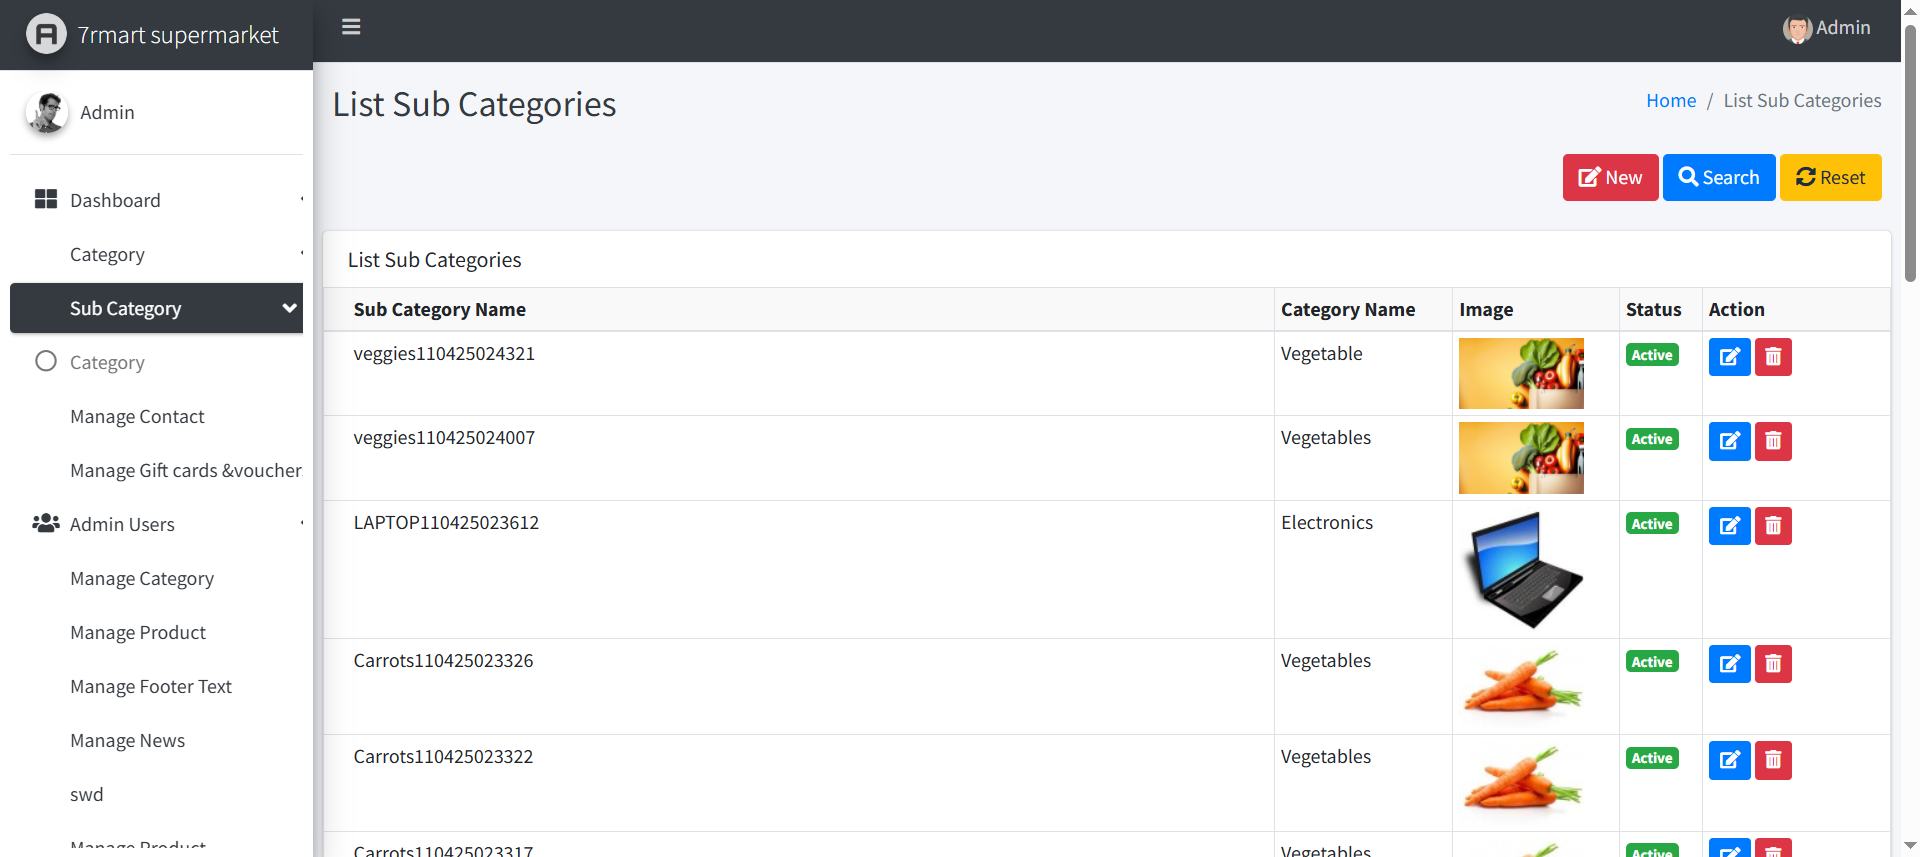 7rmart supermarket
Admin
Admin
Dashboard
Category
Sub Category
Category
Manage Contact
Manage Gift cards &voucher
Admin Users
Manage Category
Manage Product
Manage Footer Text
Manage News
swd
Manage Product
List Sub Categories
Home / List Sub Categories
New Search Reset
List Sub Categories
Sub Category Name Category Name Image Status Action
veggies110425024321 Vegetable Active
veggies110425024007 Vegetables Active
LAPTOP110425023612 Electronics Active
Carrots110425023326 Vegetables Active
Carrots110425023322 Vegetables Active
Carrots110425023317 Vegetables Active